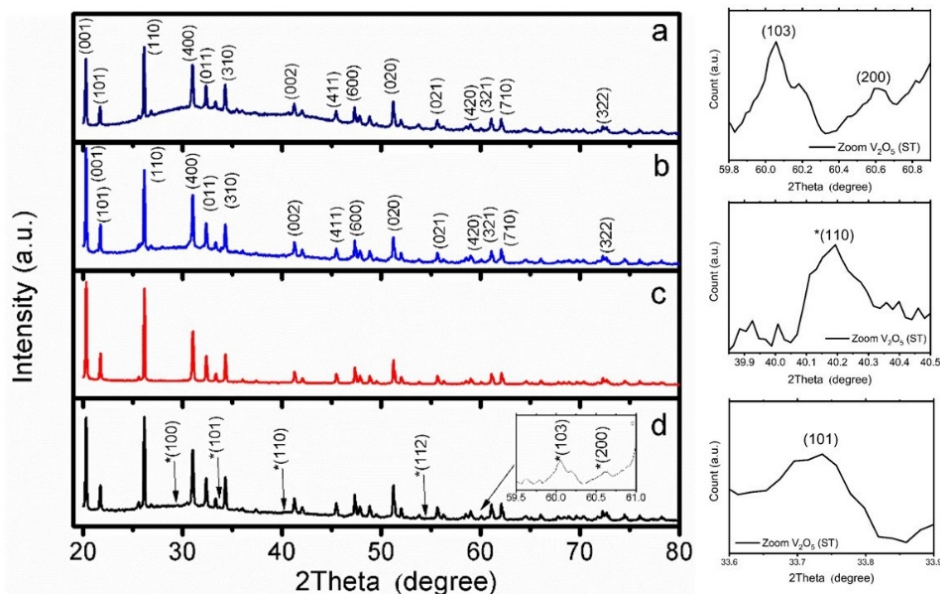 a
(001)
(101)
(110)
(400)
(011)
(310)
(002)
(411)
(600)
(020)
(021)
(420)
(321)
(710)
(322)
b
(001)
(101)
(110)
(400)
(011)
(310)
(002)
(411)
(600)
(020)
(021)
(420)
(321)
(710)
(322)
c
d
*(100)
*(101)
*(110)
*(112)
*(103)
*(200)
59.5 60.0 60.5 61.0
Intensity (a.u.)
20 30 40 50 60 70 80
2Theta (degree)
(103)
(200)
Count (a.u.)
Zoom V₂O₅ (ST)
59.8 60.0 60.2 60.4 60.6 60.8
2Theta (degree)
*(110)
Count (a.u.)
Zoom V₂O₅ (ST)
39.9 40.0 40.1 40.2 40.3 40.4 40.5
2Theta (degree)
(101)
Count (a.u.)
Zoom V₂O₅ (ST)
33.6 33.7 33.8 33.9
2Theta (degree)